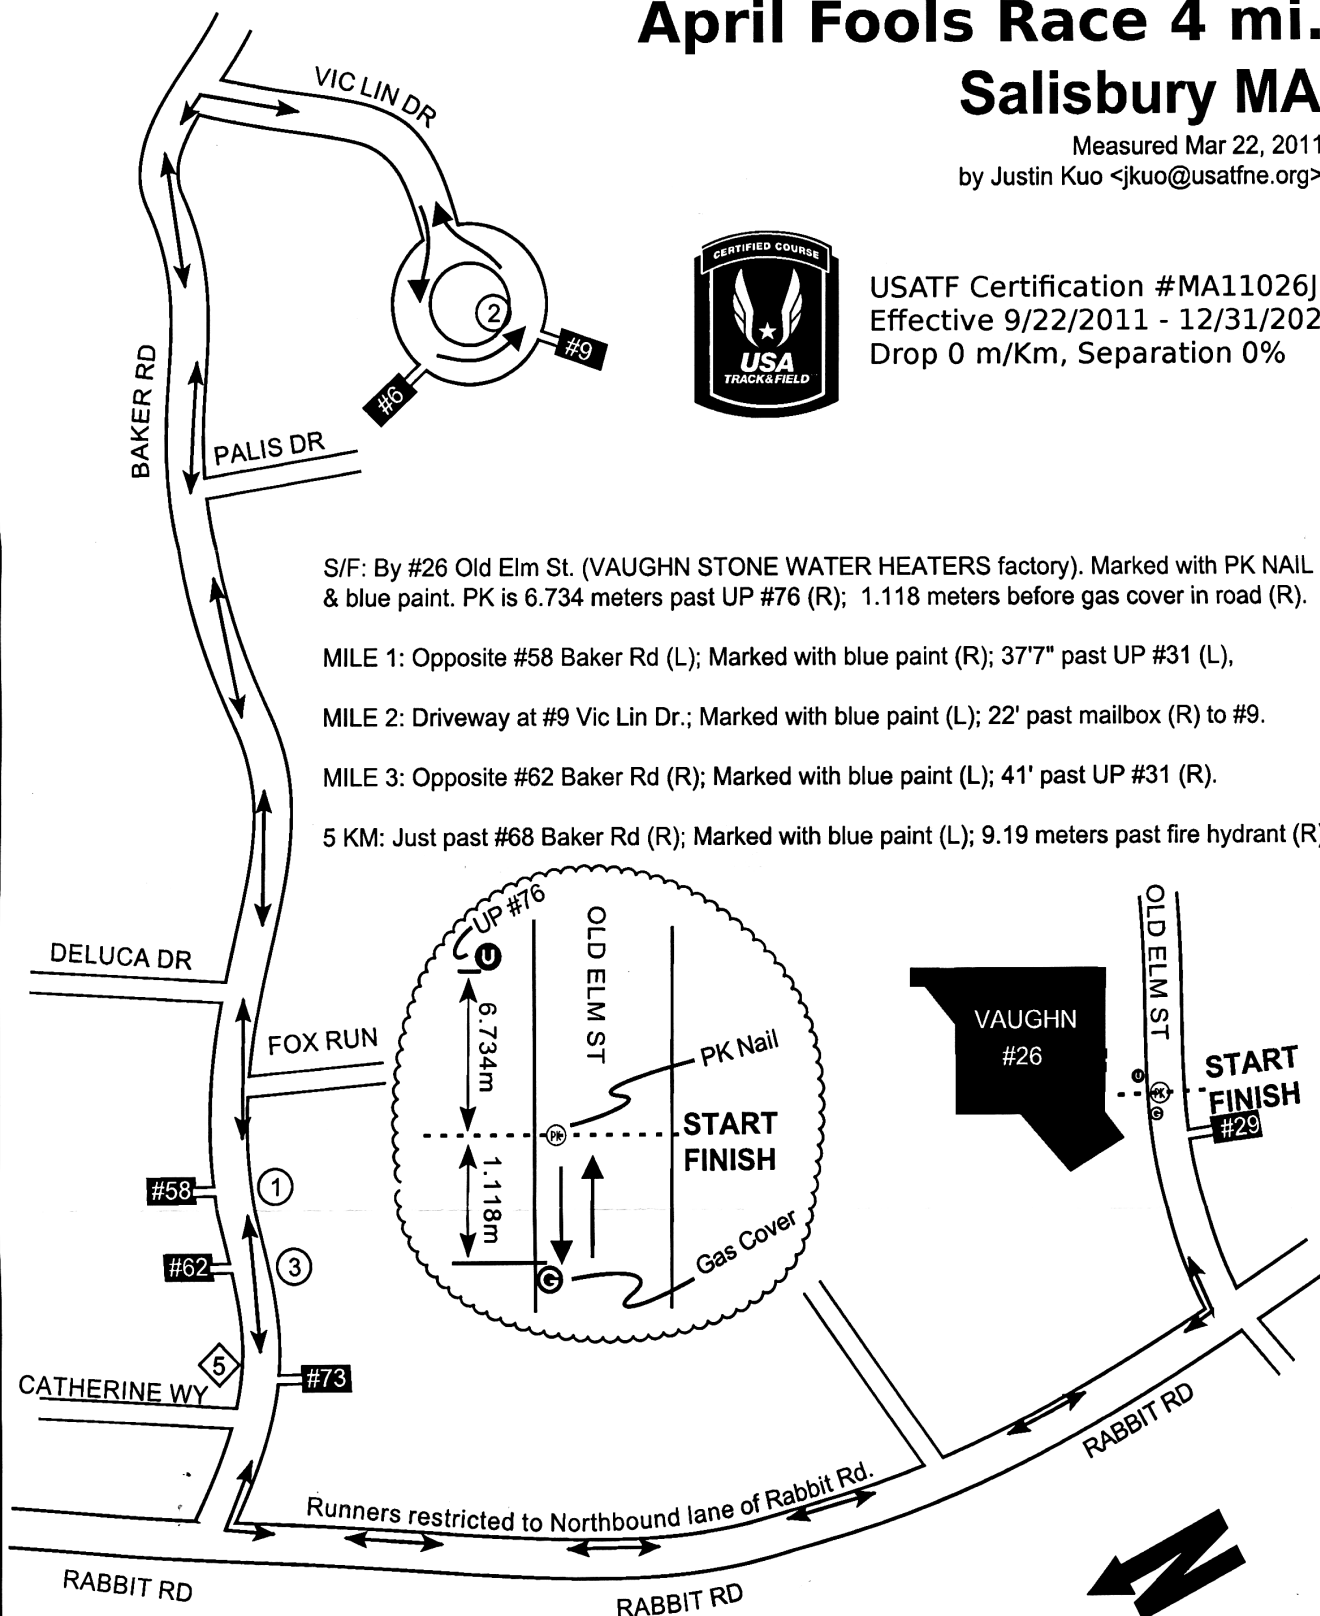 April Fools Race 4 mi.
Salisbury MA
Measured Mar 22, 2011
by Justin Kuo <jkuo@usatfne.org>
VIC LIN DR
CERTIFIED COURSE
USA
TRACK&FIELD
USATF Certification #MA11026J
Effective 9/22/2011 - 12/31/202
Drop 0 m/Km, Separation 0%
2
#9
#6
BAKER RD
PALIS DR
S/F: By #26 Old Elm St. (VAUGHN STONE WATER HEATERS factory). Marked with PK NAIL
& blue paint. PK is 6.734 meters past UP #76 (R); 1.118 meters before gas cover in road (R).
MILE 1: Opposite #58 Baker Rd (L); Marked with blue paint (R); 37'7" past UP #31 (L),
MILE 2: Driveway at #9 Vic Lin Dr.; Marked with blue paint (L); 22' past mailbox (R) to #9.
MILE 3: Opposite #62 Baker Rd (R); Marked with blue paint (L); 41' past UP #31 (R).
5 KM: Just past #68 Baker Rd (R); Marked with blue paint (L); 9.19 meters past fire hydrant (R)
UP #76
U
OLD ELM ST
6.734m
PK Nail
PK
START
FINISH
1.118m
Gas Cover
G
OLD ELM ST
VAUGHN
#26
U
PK
G
START
FINISH
#29
DELUCA DR
FOX RUN
#58
1
#62
3
5
#73
CATHERINE WY
Runners restricted to Northbound lane of Rabbit Rd.
RABBIT RD
RABBIT RD
RABBIT RD
N